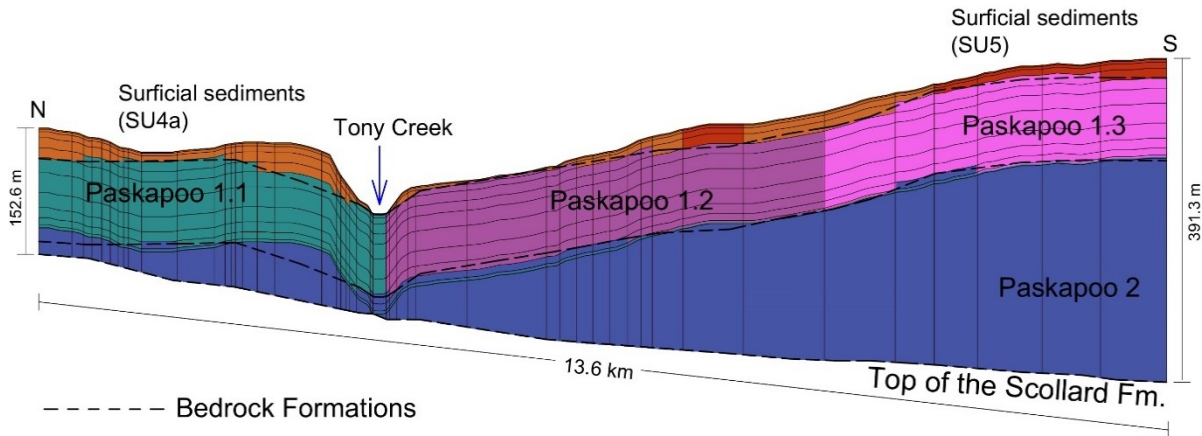 Surficial sediments
(SU5)
S
N
Surficial sediments
(SU4a)
Tony Creek
152.6 m
Paskapoo 1.1
Paskapoo 1.2
Paskapoo 1.3
391.3 m
Paskapoo 2
13.6 km
Top of the Scollard Fm.
Bedrock Formations